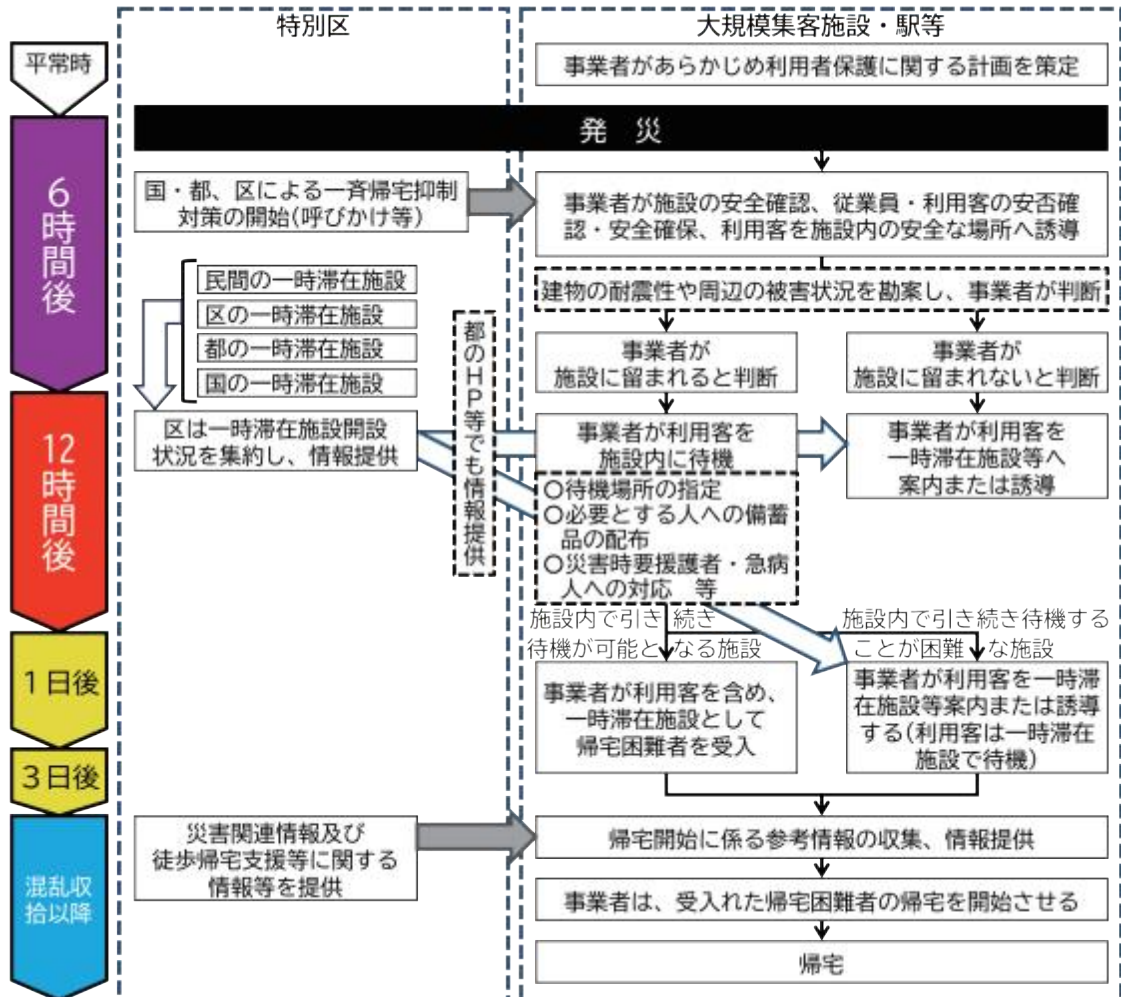 特別区
大規模集客施設・駅等
平常時
事業者があらかじめ利用者保護に関する計画を策定
発 災
6時間後
国・都、区による一斉帰宅抑制
対策の開始(呼びかけ等)
事業者が施設の安全確認、従業員・利用客の安否確
認・安全確保、利用客を施設内の安全な場所へ誘導
民間の一時滞在施設
区の一時滞在施設
都の一時滞在施設
国の一時滞在施設
都のHP等でも情報提供
建物の耐震性や周辺の被害状況を勘案し、事業者が判断
事業者が
施設に留まれると判断
事業者が
施設に留まれないと判断
12時間後
区は一時滞在施設開設
状況を集約し、情報提供
事業者が利用客を
施設内に待機
事業者が利用客を
一時滞在施設等へ
案内または誘導
○待機場所の指定
○必要とする人への備蓄
品の配布
○災害時要援護者・急病
人への対応 等
施設内で引き続き
待機が可能となる施設
施設内で引き続き待機する
ことが困難な施設
1日後
事業者が利用客を含め、
一時滞在施設として
帰宅困難者を受入
事業者が利用客を一時滞
在施設等案内または誘導
する(利用客は一時滞在
施設で待機)
3日後
混乱収
拾以降
災害関連情報及び
徒歩帰宅支援等に関する
情報等を提供
帰宅開始に係る参考情報の収集、情報提供
事業者は、受入れた帰宅困難者の帰宅を開始させる
帰宅